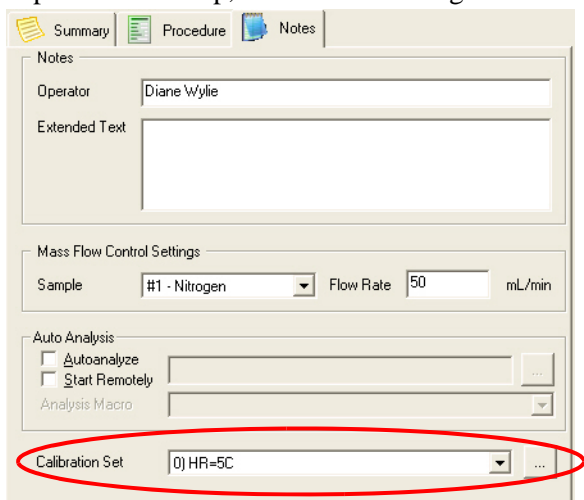 Summary Procedure Notes
Notes
Operator Diane Wylie
Extended Text
Mass Flow Control Settings
Sample #1 - Nitrogen Flow Rate 50 mL/min
Auto Analysis
Autoanalyze
...
Start Remotely
Analysis Macro
Calibration Set 0) HR=5C ...